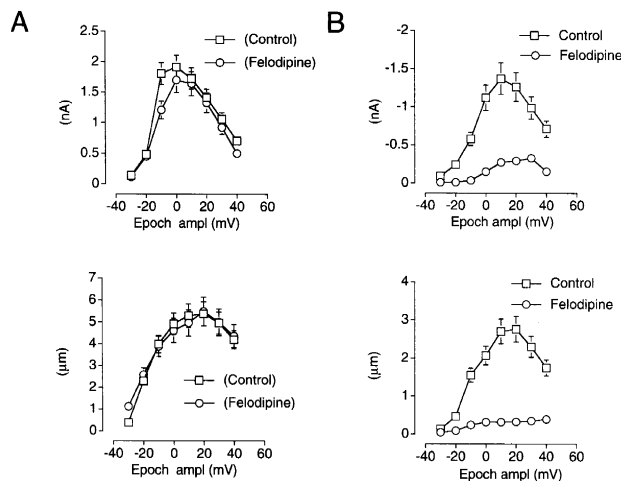 A
2.5
2
1.5
1
0.5
0
(nA)
(Control)
(Felodipine)
-40 -20 0 20 40 60
Epoch ampl (mV)
B
-2
-1.5
-1
-0.5
0
(nA)
Control
Felodipine
-40 -20 0 20 40 60
Epoch ampl (mV)
7
6
5
4
3
2
1
0
(μm)
(Control)
(Felodipine)
-40 -20 0 20 40 60
Epoch ampl (mV)
4
3
2
1
0
(μm)
Control
Felodipine
-40 -20 0 20 40 60
Epoch ampl (mV)